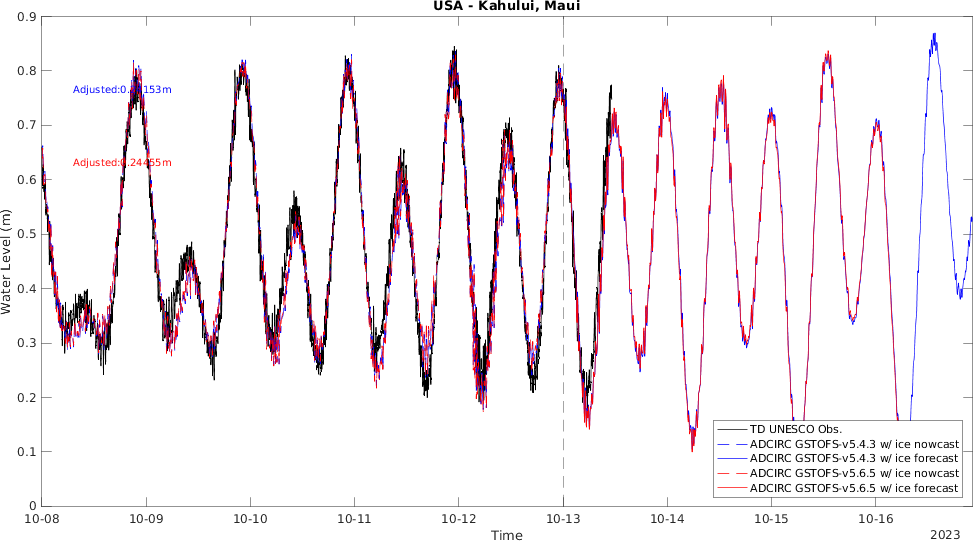 USA - Kahului, Maui
0.9
0.8
0.7
0.6
0.5
0.4
0.3
0.2
0.1
0
Water Level (m)
Adjusted:0.24455m
TD UNESCO Obs.
ADCIRC GSTOFS-v5.4.3 w/ ice nowcast
ADCIRC GSTOFS-v5.4.3 w/ ice forecast
ADCIRC GSTOFS-v5.6.5 w/ ice nowcast
ADCIRC GSTOFS-v5.6.5 w/ ice forecast
10-08 10-09 10-10 10-11 10-12 10-13 10-14 10-15 10-16
Time
2023